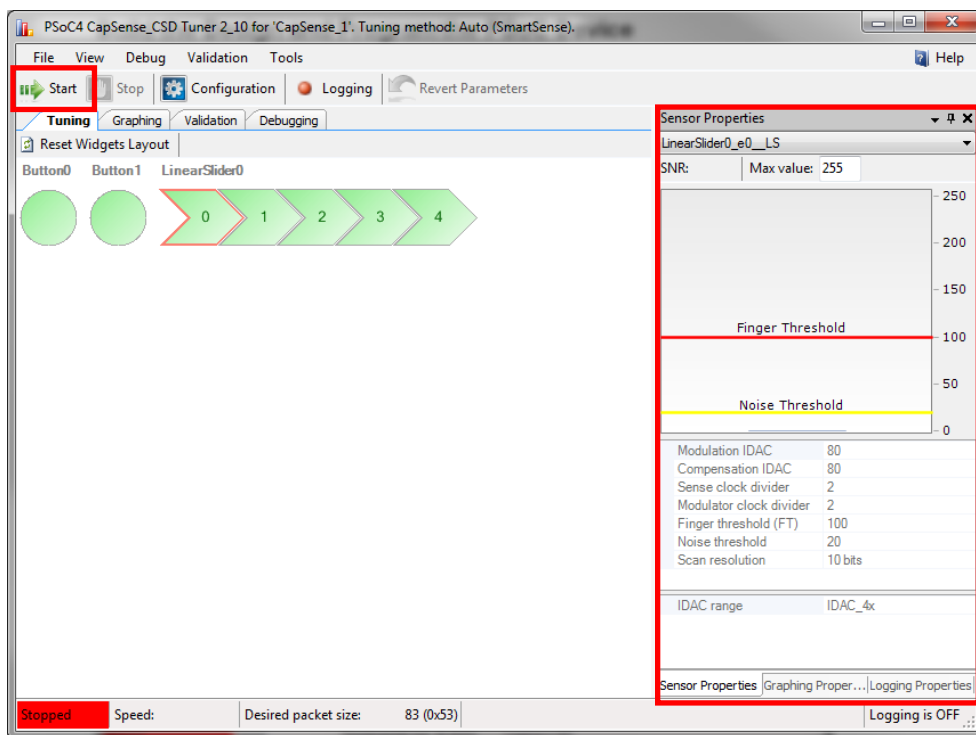 PSoC4 CapSense_CSD Tuner 2_10 for 'CapSense_1'. Tuning method: Auto (SmartSense).
File View Debug Validation Tools Help
Start Stop Configuration Logging Revert Parameters
Tuning Graphing Validation Debugging
Reset Widgets Layout
Button0 Button1 LinearSlider0
0 1 2 3 4
Sensor Properties
LinearSlider0_e0__LS
SNR: Max value: 255
250
200
150
Finger Threshold
100
50
Noise Threshold
0
Modulation IDAC 80
Compensation IDAC 80
Sense clock divider 2
Modulator clock divider 2
Finger threshold (FT) 100
Noise threshold 20
Scan resolution 10 bits
IDAC range IDAC_4x
Sensor Properties Graphing Proper... Logging Properties
Stopped Speed: Desired packet size: 83 (0x53) Logging is OFF